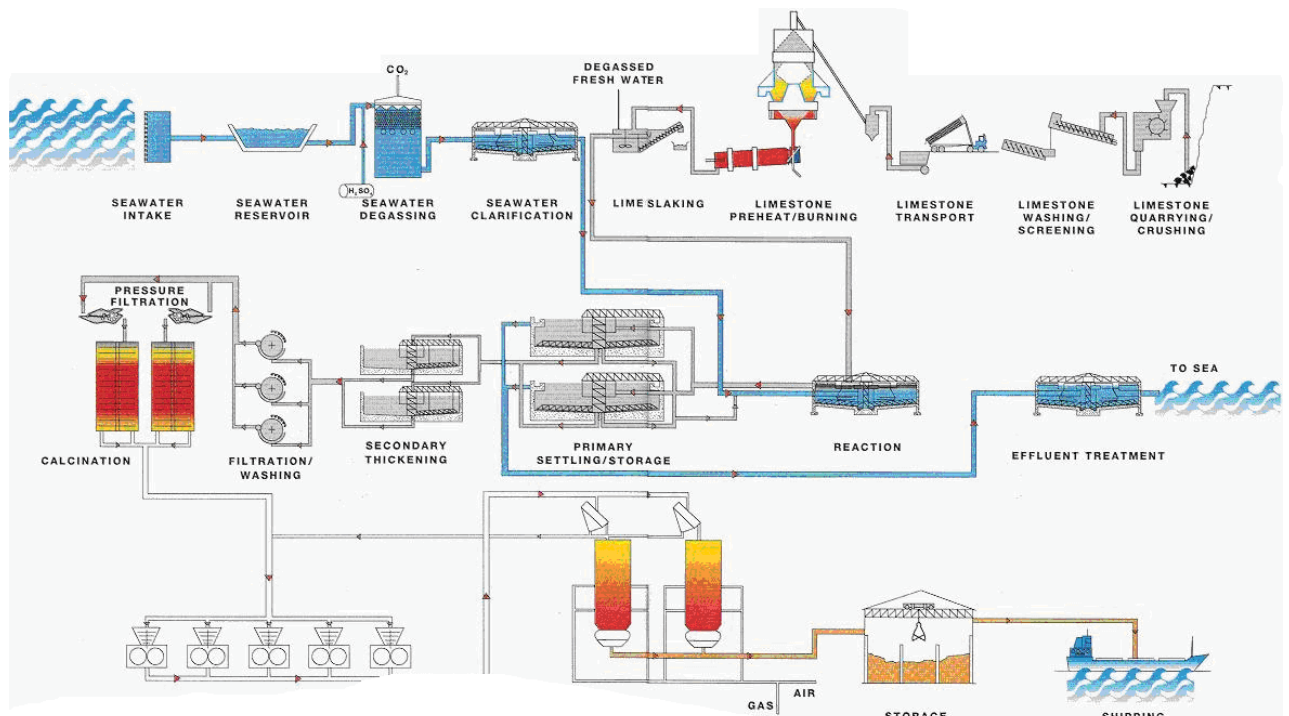 CO₂
DEGASSED
FRESH WATER
H₂SO₄
SEAWATER
INTAKE
SEAWATER
RESERVOIR
SEAWATER
DEGASSING
SEAWATER
CLARIFICATION
LIME SLAKING
LIMESTONE
PREHEAT/BURNING
LIMESTONE
TRANSPORT
LIMESTONE
WASHING/
SCREENING
LIMESTONE
QUARRYING/
CRUSHING
PRESSURE
FILTRATION
TO SEA
CALCINATION
FILTRATION/
WASHING
SECONDARY
THICKENING
PRIMARY
SETTLING/STORAGE
REACTION
EFFLUENT TREATMENT
AIR
GAS
STORAGE
SHIPPING